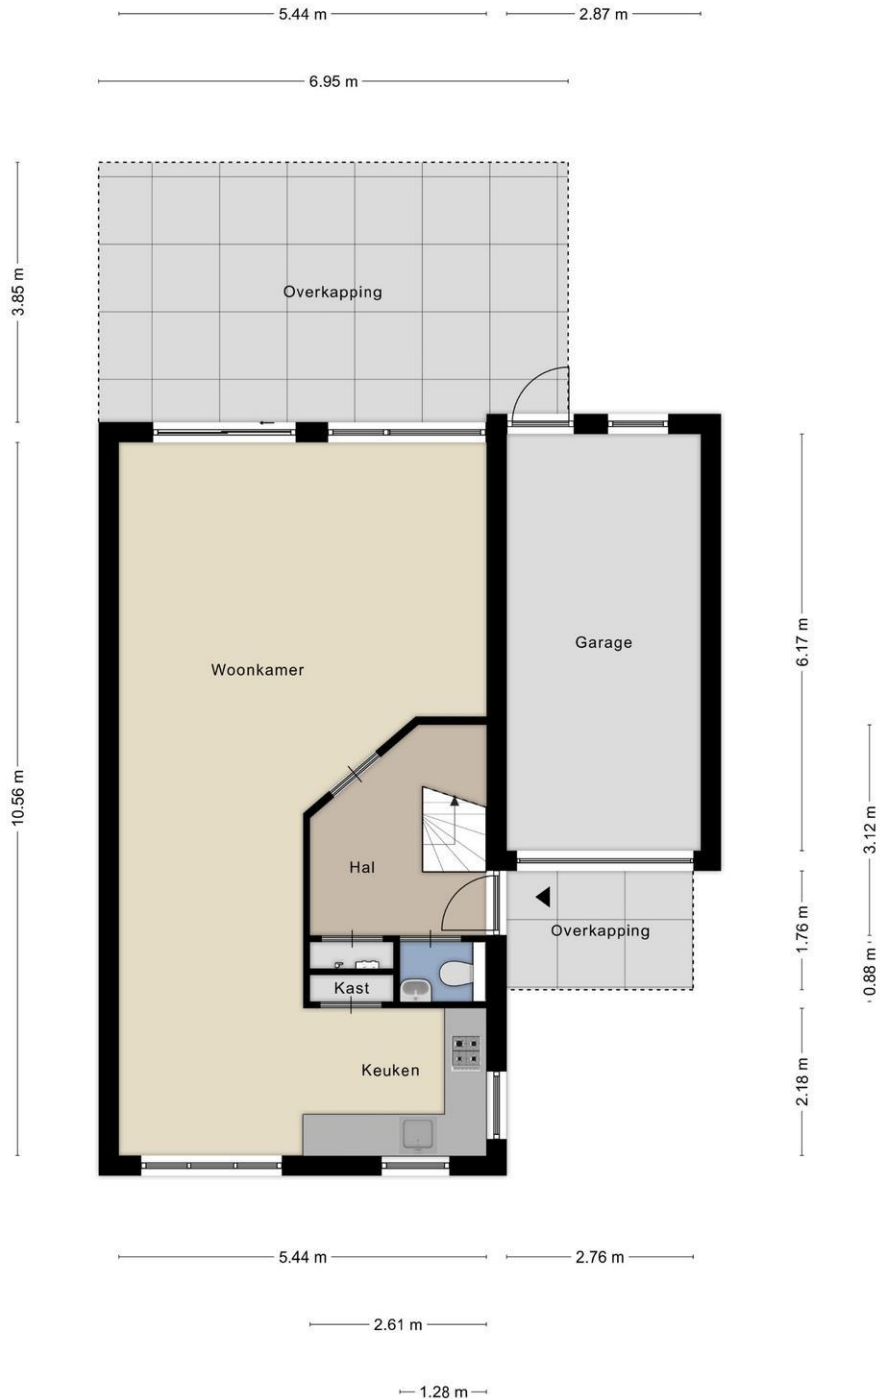 5.44 m
2.87 m
6.95 m
3.85 m
Overkapping
Garage
6.17 m
Woonkamer
10.56 m
3.12 m
Hal
Overkapping
1.76 m
0.88 m
Kast
Keuken
2.18 m
5.44 m
2.76 m
2.61 m
1.28 m